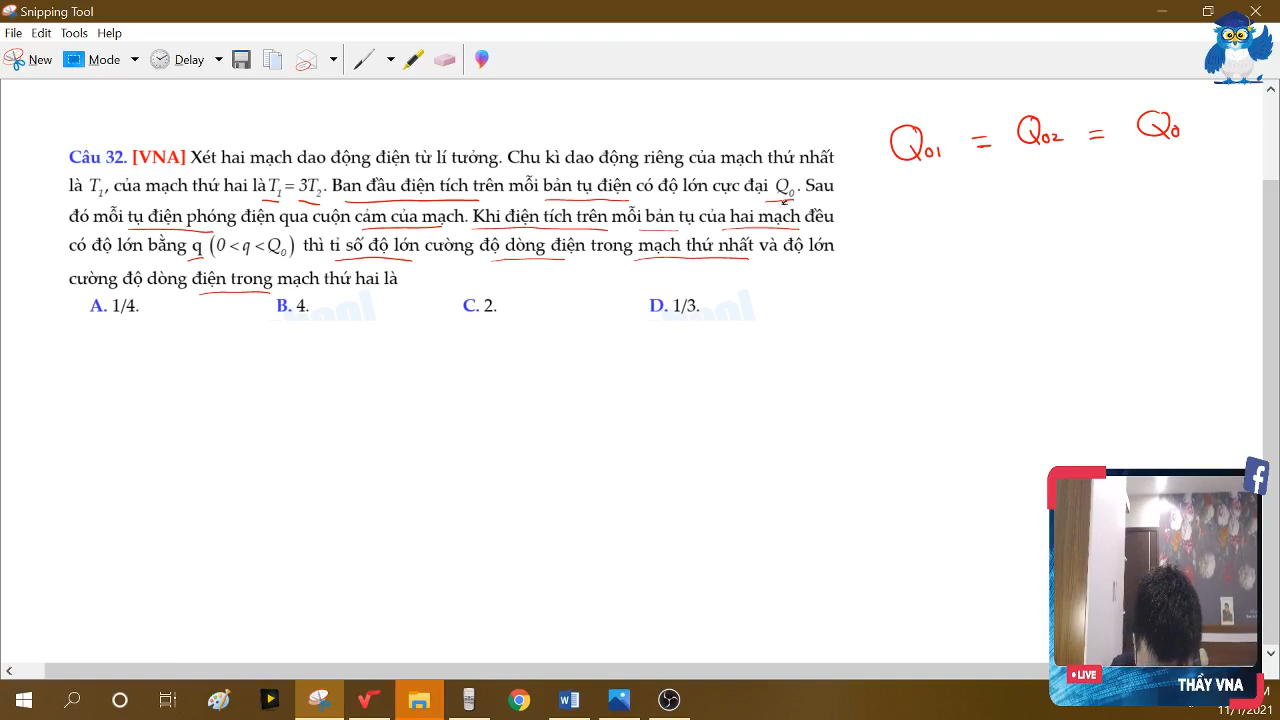 Snipping Tool
File Edit Tools Help
New Mode Delay
Q01 = Q02 = Q0
Câu 32. [VNA] Xét hai mạch dao động điện từ lí tưởng. Chu kì dao động riêng của mạch thứ nhất
là T1, của mạch thứ hai là T1 = 3T2. Ban đầu điện tích trên mỗi bản tụ điện có độ lớn cực đại Q0. Sau
đó mỗi tụ điện phóng điện qua cuộn cảm của mạch. Khi điện tích trên mỗi bản tụ của hai mạch đều
có độ lớn bằng q (0 < q < Q0) thì tỉ số độ lớn cường độ dòng điện trong mạch thứ nhất và độ lớn
cường độ dòng điện trong mạch thứ hai là
A. 1/4. B. 4. C. 2. D. 1/3.
LIVE
THẦY VNA
11/1/2021